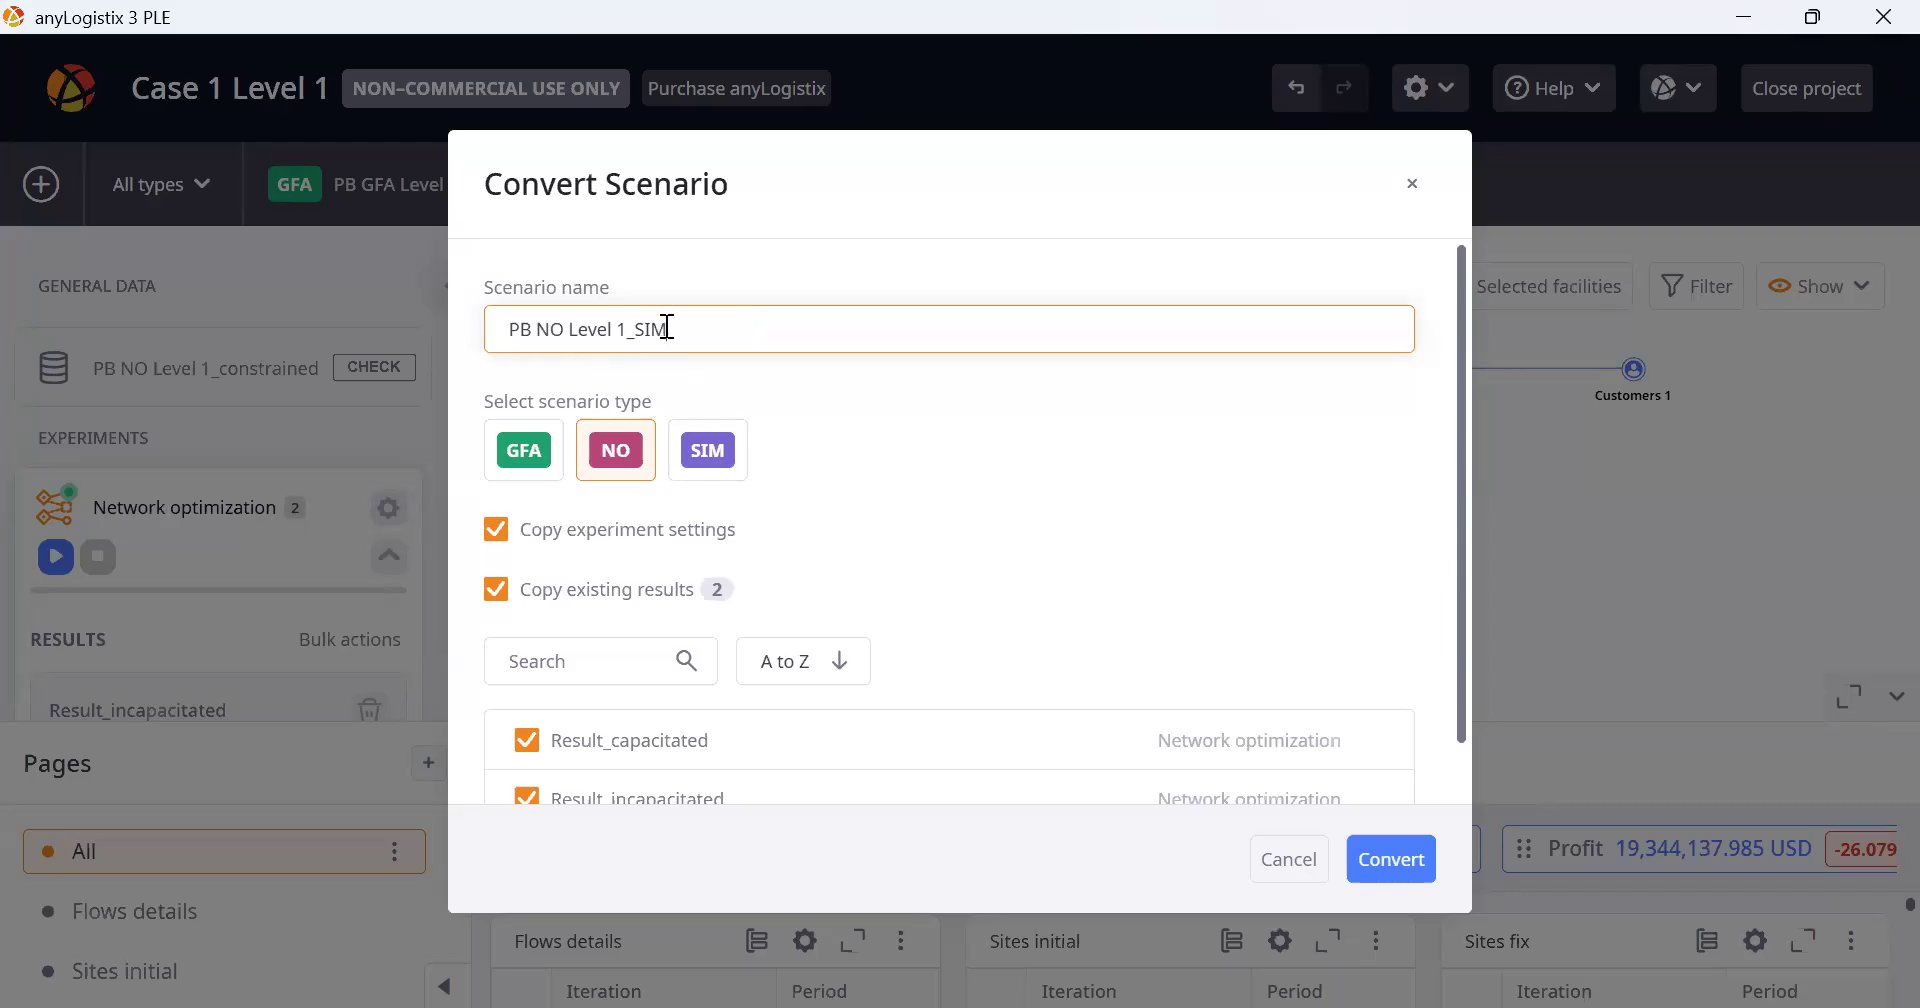 anyLogistix 3 PLE
Case 1 Level 1 NON-COMMERCIAL USE ONLY Purchase anyLogistix Help Close project
All types GFA PB GFA Level
Convert Scenario
GENERAL DATA
Scenario name
Selected facilities Filter Show
PB NO Level 1_SIM
PB NO Level 1_constrained CHECK
Customers 1
Select scenario type
EXPERIMENTS
GFA NO SIM
Network optimization 2
Copy experiment settings
Copy existing results 2
RESULTS Bulk actions
Search A to Z
Result_incapacitated
Result_capacitated Network optimization
Pages +
Result_incapacitated Network optimization
All
Profit 19,344,137.985 USD -26.079
Cancel Convert
Flows details
Flows details Sites initial Sites fix
Sites initial
Iteration Period Iteration Period Iteration Period